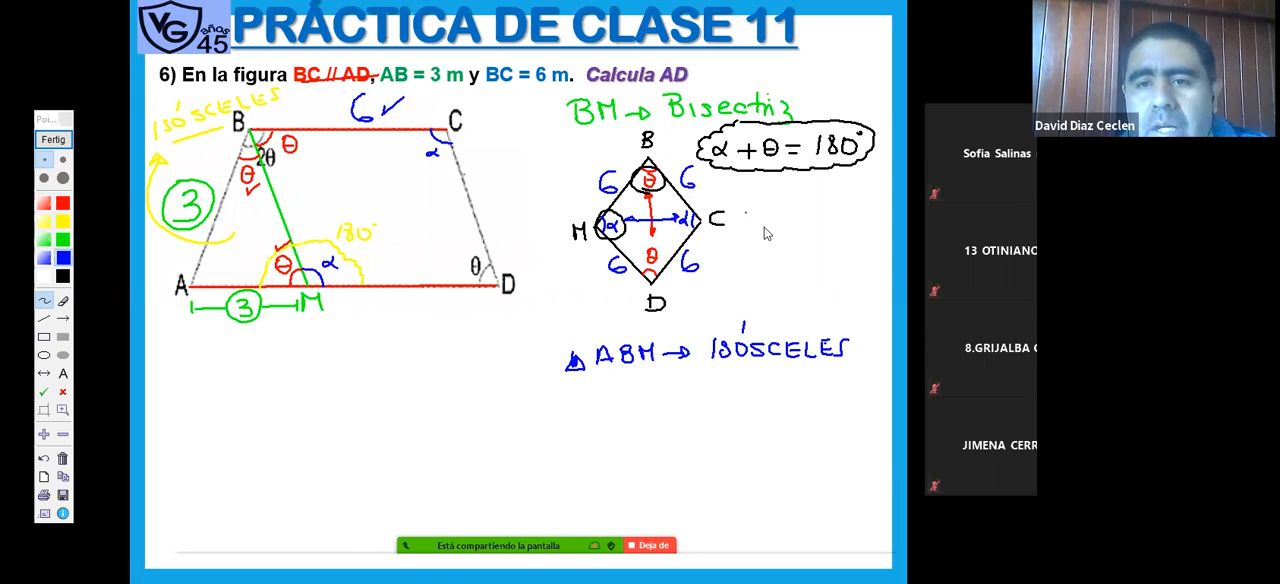 VG
años
45
PRÁCTICA DE CLASE 11
6) En la figura BC // AD, AB = 3 m y BC = 6 m. Calcula AD
ISÓSCELES
6 ✓
B
C
θ
2θ
θ
α
3
180°
θ
α
θ
A
M
D
3
BM → Bisectriz
α + θ = 180°
B
6
θ
6
M
α
α
C
6
θ
6
D
ABM → ISÓSCELES
Poi...
Fertig
A
David Diaz Ceclen
Sofia Salinas
13 OTINIANO
8.GRIJALBA
JIMENA CERR
Está compartiendo la pantalla
Deja de